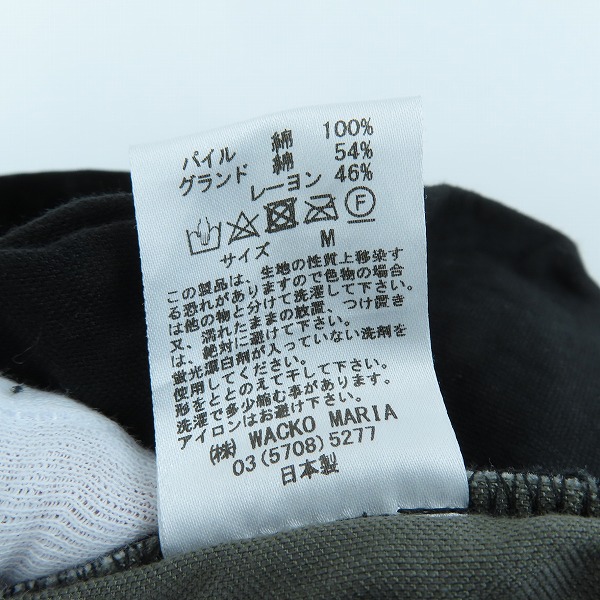 パイル 綿 100%
グランド 綿 54%
レーヨン 46%
F
サイズ M
この製品は、生地の性質上移染す
る恐れがありますので色物の場合
は他の物と分けて洗濯して下さい。
又、濡れたままの放置、つけ置き
は、絶対に避けて下さい。
蛍光漂白剤が入っていない洗剤を
使用してください。
形をととのえて干して下さい。
洗濯で多少縮む事があります。
アイロンはお避け下さい。
(株) WACKO MARIA
03(5708)5277
日本製